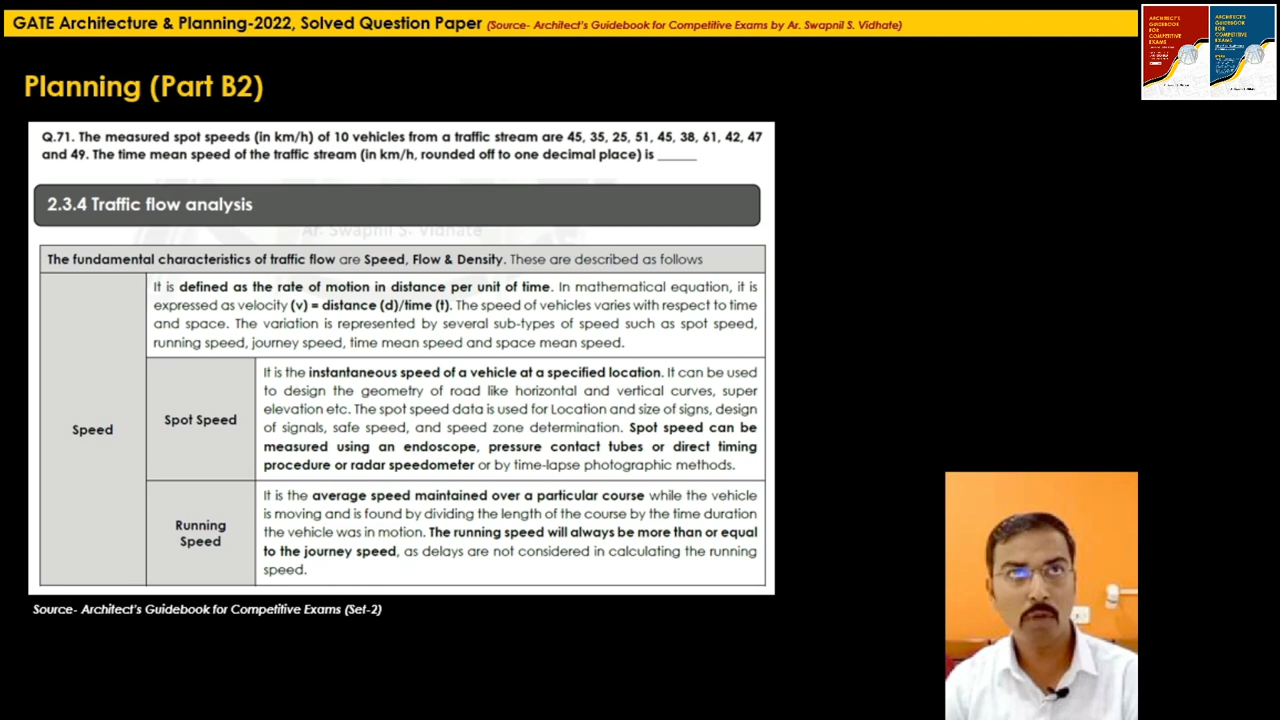 GATE Architecture & Planning-2022, Solved Question Paper (Source- Architect's Guidebook for Competitive Exams by Ar. Swapnil S. Vidhate)
ARCHITECT'S
GUIDEBOOK
FOR
COMPETITIVE
EXAMS
ARCHITECT'S
GUIDEBOOK
FOR
COMPETITIVE
EXAMS
Planning (Part B2)
Q.71. The measured spot speeds (in km/h) of 10 vehicles from a traffic stream are 45, 35, 25, 51, 45, 38, 61, 42, 47
and 49. The time mean speed of the traffic stream (in km/h, rounded off to one decimal place) is ______
2.3.4 Traffic flow analysis
Ar. Swapnil S. Vidhate
The fundamental characteristics of traffic flow are Speed, Flow & Density. These are described as follows
Speed
It is defined as the rate of motion in distance per unit of time. In mathematical equation, it is
expressed as velocity (v) = distance (d)/time (t). The speed of vehicles varies with respect to time
and space. The variation is represented by several sub-types of speed such as spot speed,
running speed, journey speed, time mean speed and space mean speed.
Spot Speed
It is the instantaneous speed of a vehicle at a specified location. It can be used
to design the geometry of road like horizontal and vertical curves, super
elevation etc. The spot speed data is used for Location and size of signs, design
of signals, safe speed, and speed zone determination. Spot speed can be
measured using an endoscope, pressure contact tubes or direct timing
procedure or radar speedometer or by time-lapse photographic methods.
Running
Speed
It is the average speed maintained over a particular course while the vehicle
is moving and is found by dividing the length of the course by the time duration
the vehicle was in motion. The running speed will always be more than or equal
to the journey speed, as delays are not considered in calculating the running
speed.
Source- Architect's Guidebook for Competitive Exams (Set-2)